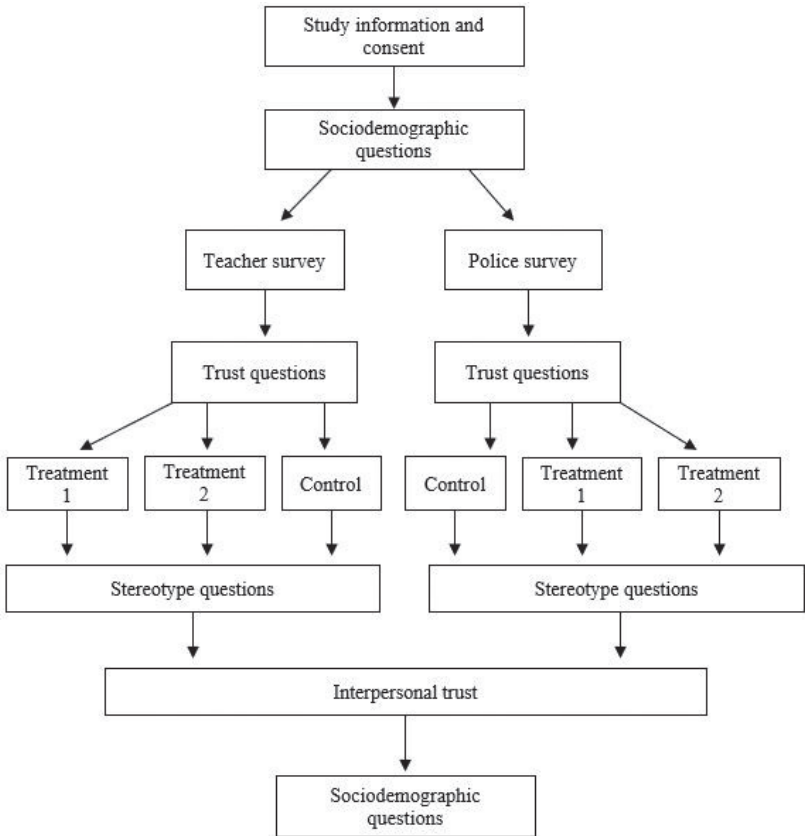 Study information and
consent
Sociodemographic
questions
Teacher survey
Police survey
Trust questions
Trust questions
Treatment
1
Treatment
2
Control
Control
Treatment
1
Treatment
2
Stereotype questions
Stereotype questions
Interpersonal trust
Sociodemographic
questions